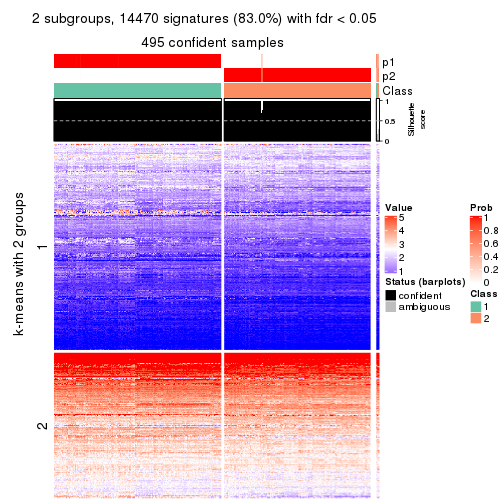 2 subgroups, 14470 signatures (83.0%) with fdr < 0.05
495 confident samples
p1
p2
Class
1
0.5
0
Silhouette
score
k-means with 2 groups
1
2
Value
5
4
3
2
1
Status (barplots)
confident
ambiguous
Prob
1
0.8
0.6
0.4
0.2
0
Class
1
2